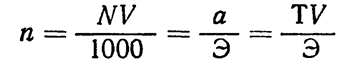 n = NV/1000 = a/Э = TV/Э